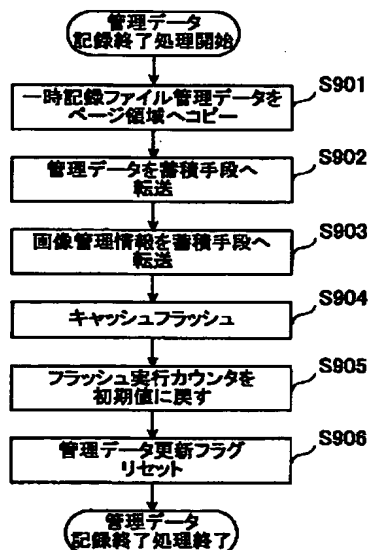 管理データ
記録終了処理開始
S901
一時記録ファイル管理データを
ページ領域へコピー
S902
管理データを蓄積手段へ
転送
S903
画像管理情報を蓄積手段へ
転送
S904
キャッシュフラッシュ
S905
フラッシュ実行カウンタを
初期値に戻す
S906
管理データ更新フラグ
リセット
管理データ
記録終了処理終了